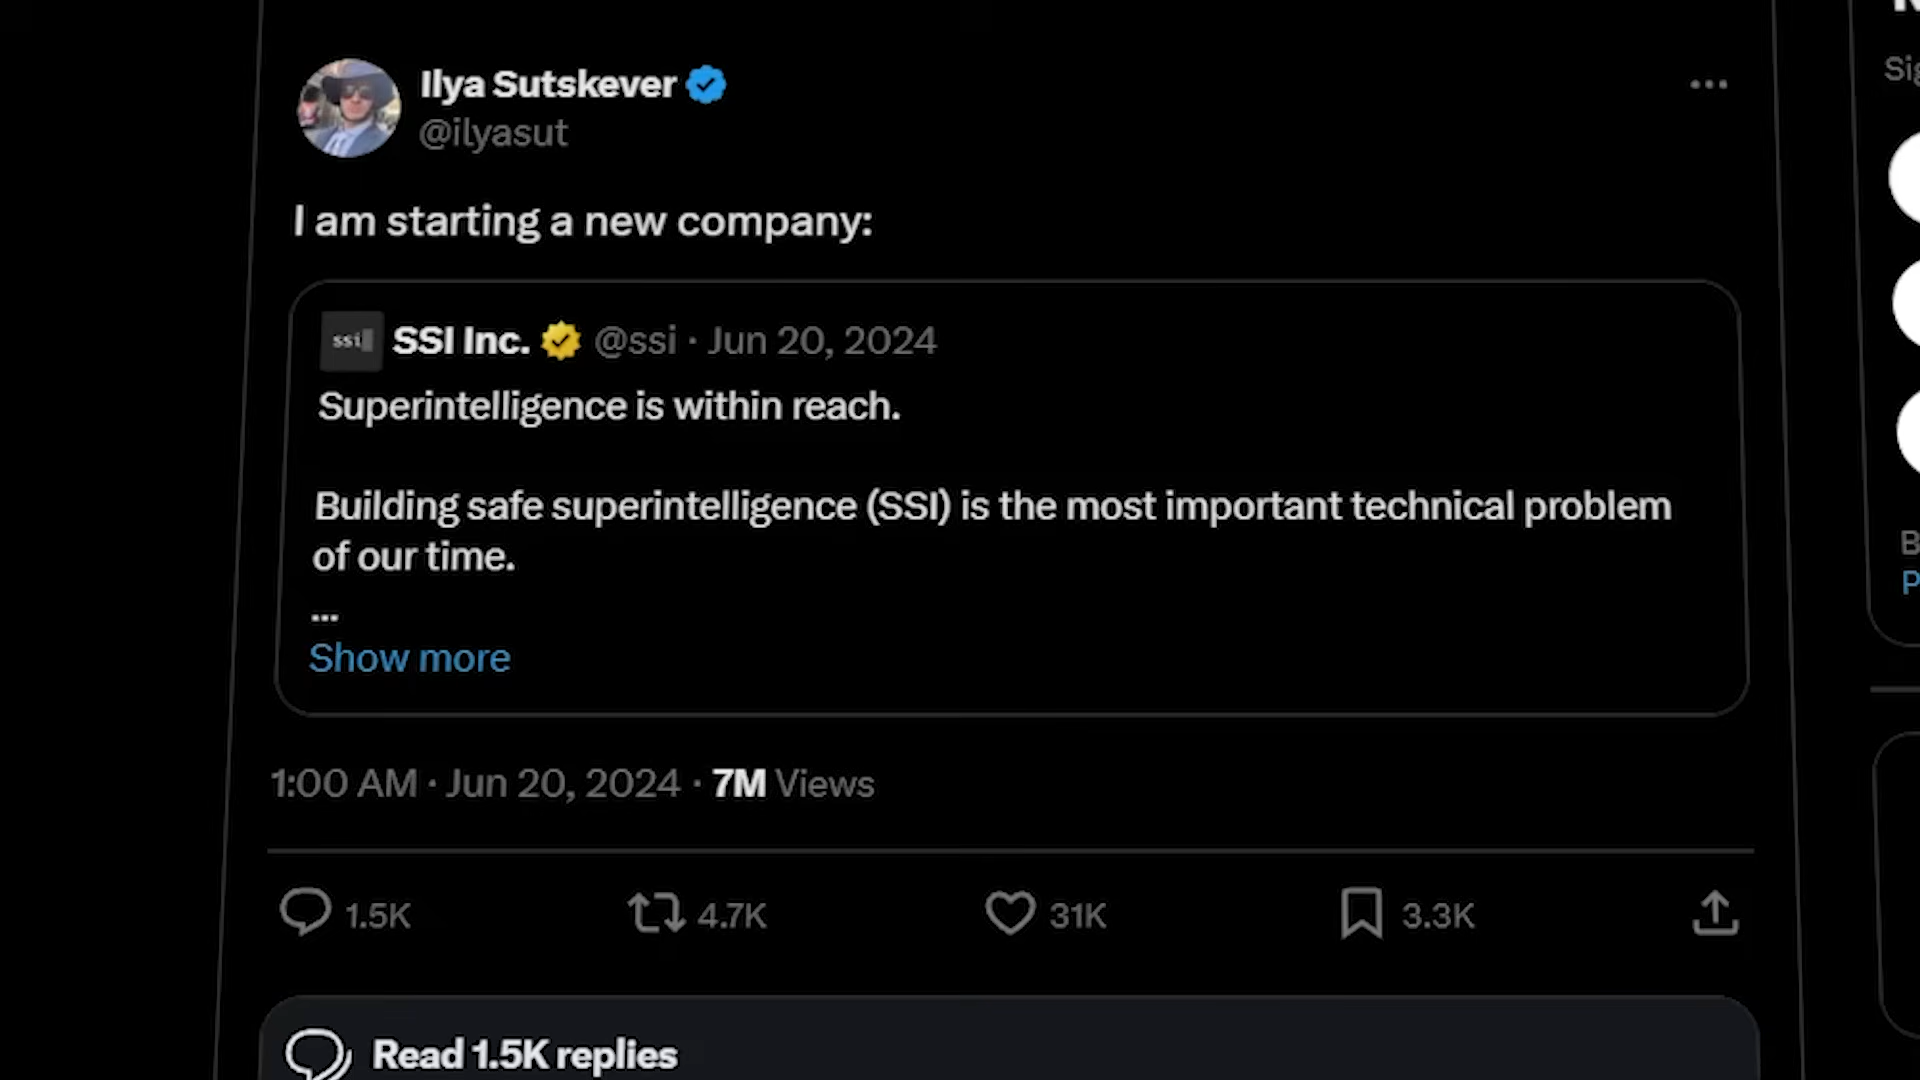 Ilya Sutskever
@ilyasut
I am starting a new company:
ssi
SSI Inc. @ssi · Jun 20, 2024
Superintelligence is within reach.
Building safe superintelligence (SSI) is the most important technical problem
of our time.
...
Show more
1:00 AM · Jun 20, 2024 · 7M Views
1.5K 4.7K 31K 3.3K
Read 1.5K replies